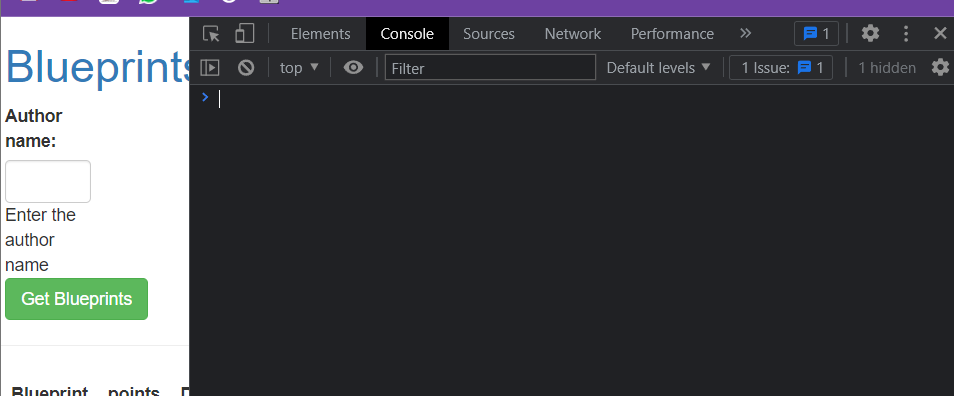 Blueprints
Author
name:
Enter the
author
name
Get Blueprints
Blueprint points D
Elements Console Sources Network Performance » 1
top Filter Default levels 1 Issue: 1 1 hidden